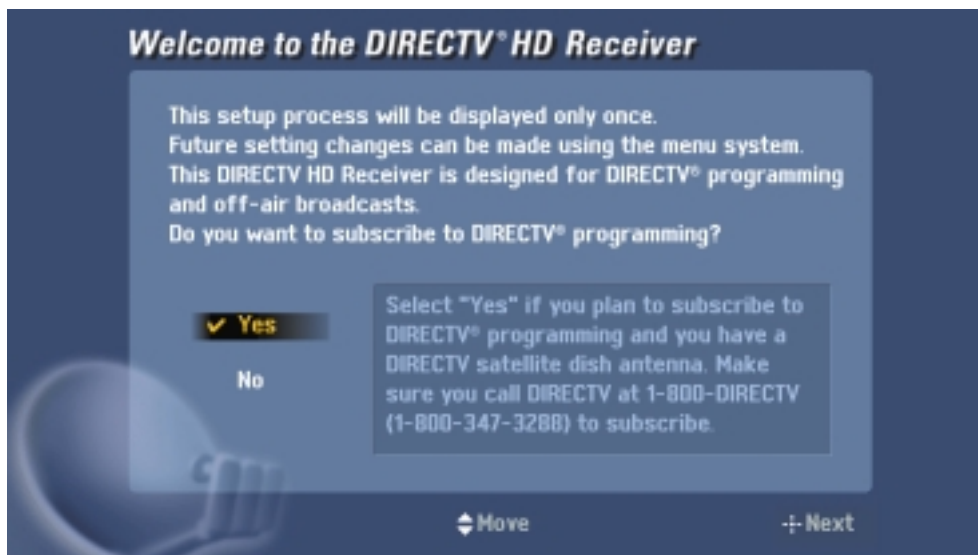 Welcome to the DIRECTV® HD Receiver
This setup process will be displayed only once.
Future setting changes can be made using the menu system.
This DIRECTV HD Receiver is designed for DIRECTV® programming
and off-air broadcasts.
Do you want to subscribe to DIRECTV® programming?
✓ Yes
No
Select "Yes" if you plan to subscribe to
DIRECTV® programming and you have a
DIRECTV satellite dish antenna. Make
sure you call DIRECTV at 1-800-DIRECTV
(1-800-347-3288) to subscribe.
Move
Next